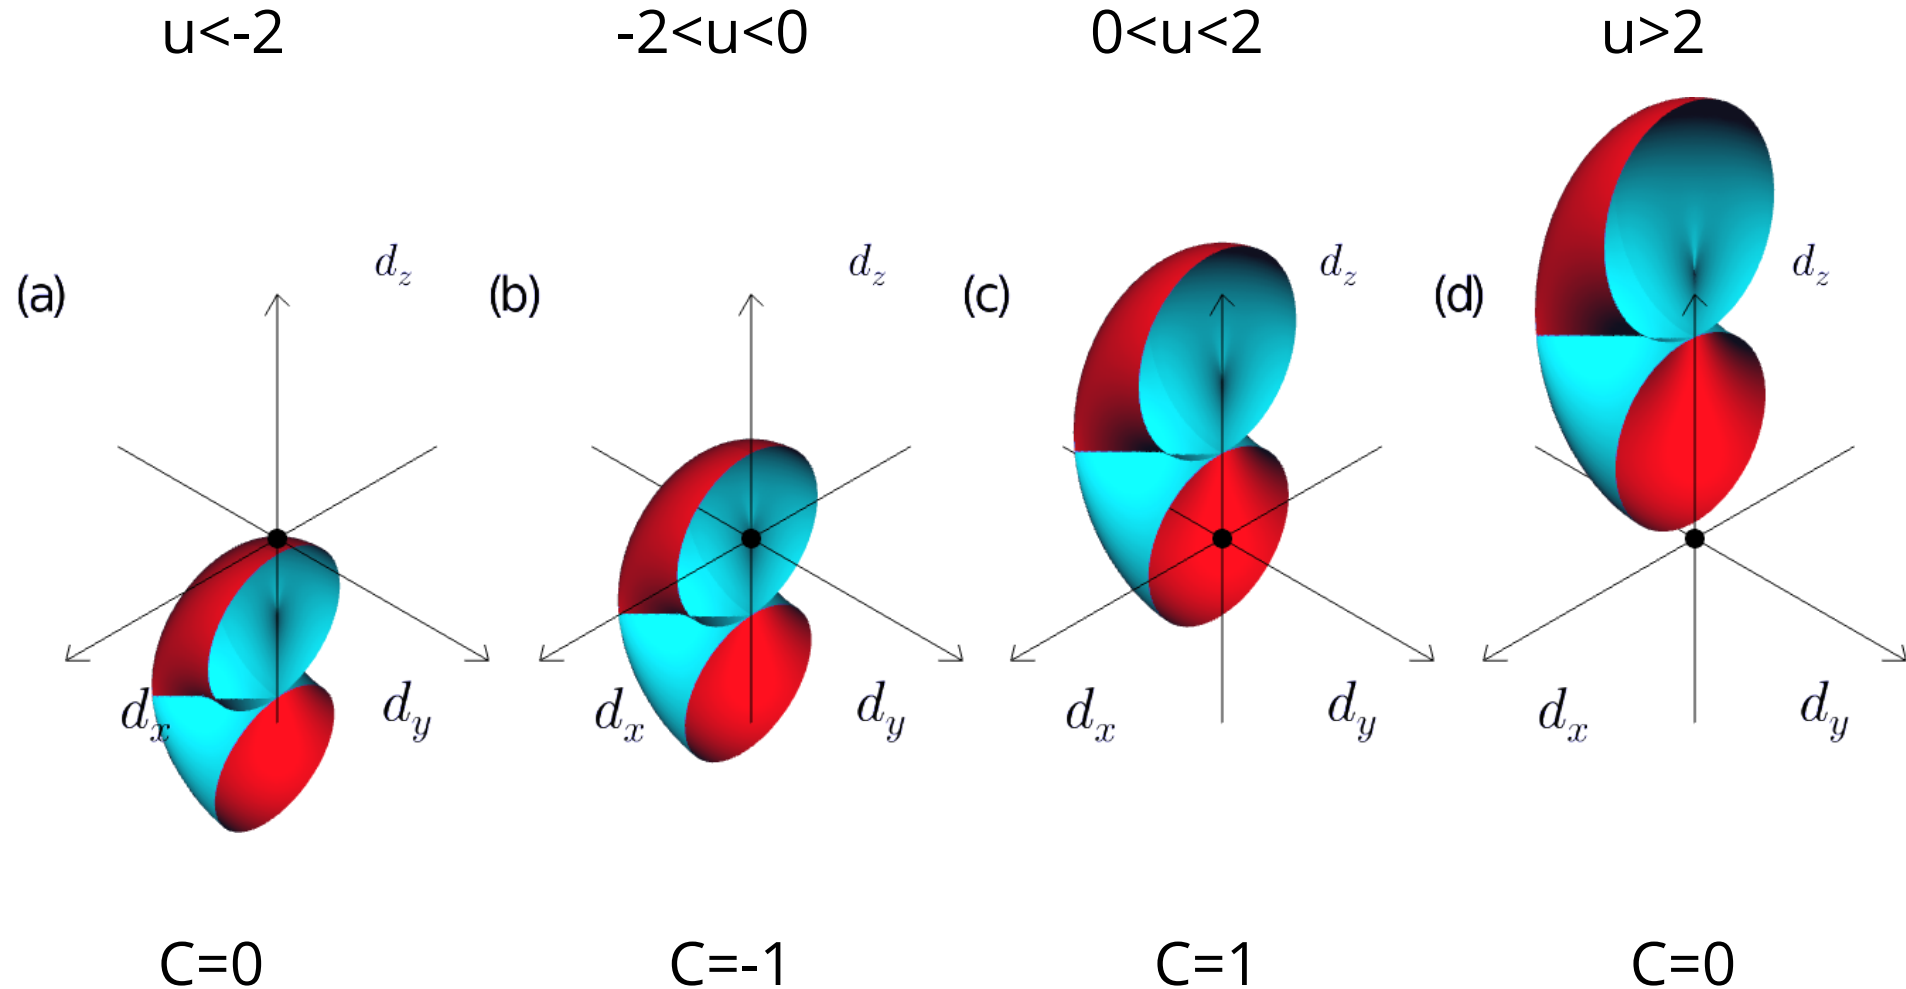 u<-2 -2<u<0 0<u<2 u>2
(a) d_z (b) d_z (c) d_z (d) d_z
d_x d_y d_x d_y d_x d_y d_x d_y
C=0 C=-1 C=1 C=0